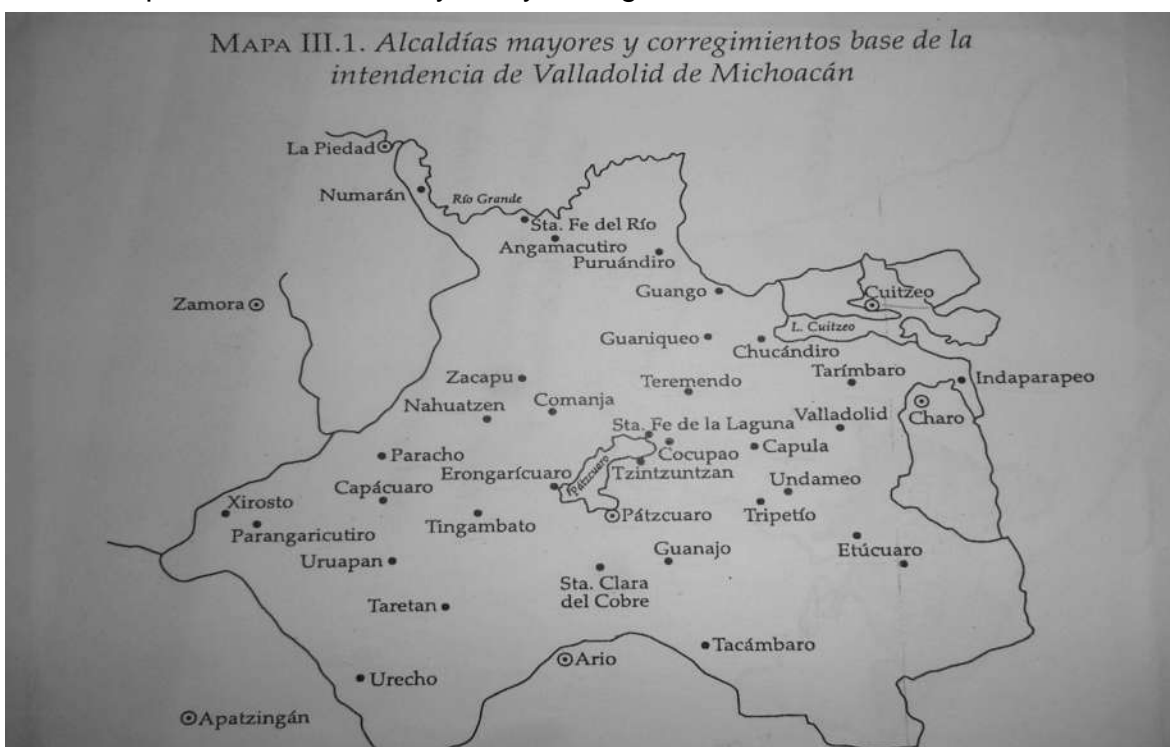 MAPA III.1. Alcaldías mayores y corregimientos base de la
intendencia de Valladolid de Michoacán
La Piedad
Numarán
Río Grande
Sta. Fe del Río
Angamacutiro
Puruándiro
Zamora
Guango
Cuitzeo
L. Cuitzeo
Guaniqueo
Chucándiro
Zacapu
Teremendo
Tarímbaro
Indaparapeo
Nahuatzen
Comanja
Sta. Fe de la Laguna
Valladolid
Charo
Paracho
Cocupao
Capula
Erongarícuaro
Pátzcuaro
Tzintzuntzan
Capácuaro
Undameo
Xirosto
Parangaricutiro
Tingambato
Pátzcuaro
Tripetío
Uruapan
Guanajo
Etúcuaro
Sta. Clara
del Cobre
Taretan
Tacámbaro
Ario
Urecho
Apatzingán